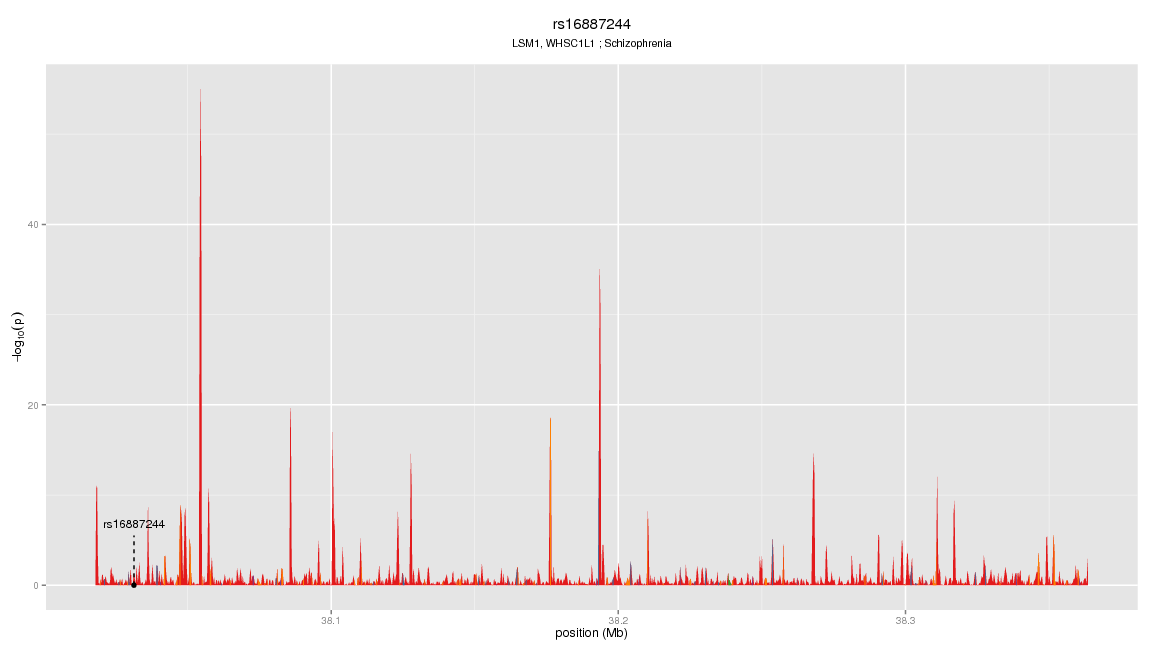 rs16887244
LSM1, WHSC1L1 ; Schizophrenia
−log10(p)
40
20
0
rs16887244
38.1
38.2
38.3
position (Mb)